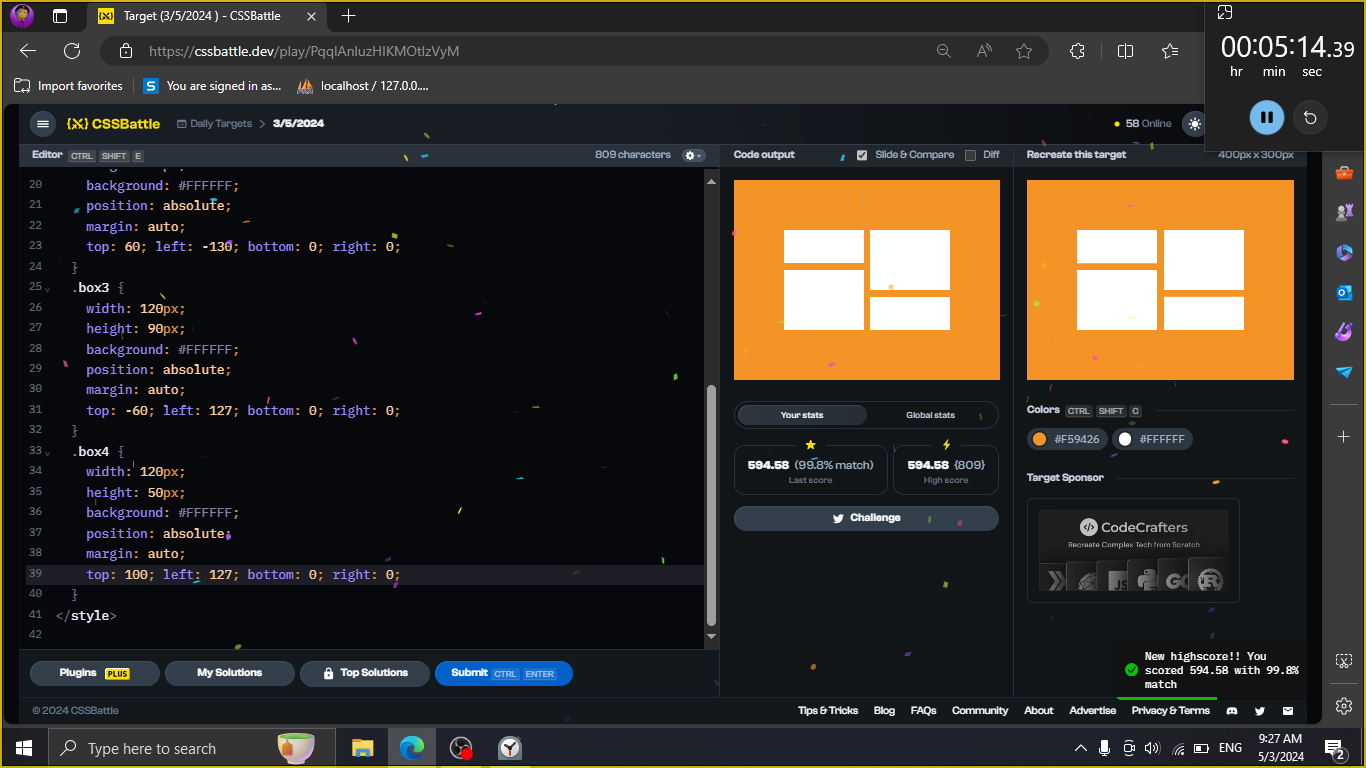 Target (3/5/2024 ) - CSSBattle
https://cssbattle.dev/play/PqqlAnluzHIKMOtlzVyM
Import favorites
S You are signed in as...
localhost / 127.0.0....
00:05:14.39
hr min sec
CSSBattle
Daily Targets > 3/5/2024
58 Online
Editor CTRL SHIFT E
809 characters
Code output
Slide & Compare
Diff
Recreate this target
400px x 300px
20 background: #FFFFFF;
21 position: absolute;
22 margin: auto;
23 top: 60; left: -130; bottom: 0; right: 0;
24 }
25 .box3 {
26 width: 120px;
27 height: 90px;
28 background: #FFFFFF;
29 position: absolute;
30 margin: auto;
31 top: -60; left: 127; bottom: 0; right: 0;
32 }
33 .box4 {
34 width: 120px;
35 height: 50px;
36 background: #FFFFFF;
37 position: absolute;
38 margin: auto;
39 top: 100; left: 127; bottom: 0; right: 0;
40 }
41 </style>
42
Your stats
Global stats
594.58 (99.8% match)
Last score
594.58 {809}
High score
Challenge
Colors CTRL SHIFT C
#F59426
#FFFFFF
Target Sponsor
CodeCrafters
Recreate Complex Tech from Scratch
JS
GO
New highscore!! You
scored 594.58 with 99.8%
match
Plugins PLUS
My Solutions
Top Solutions
Submit CTRL ENTER
© 2024 CSSBattle
Tips & Tricks
Blog
FAQs
Community
About
Advertise
Privacy & Terms
Type here to search
ENG
9:27 AM
5/3/2024
2